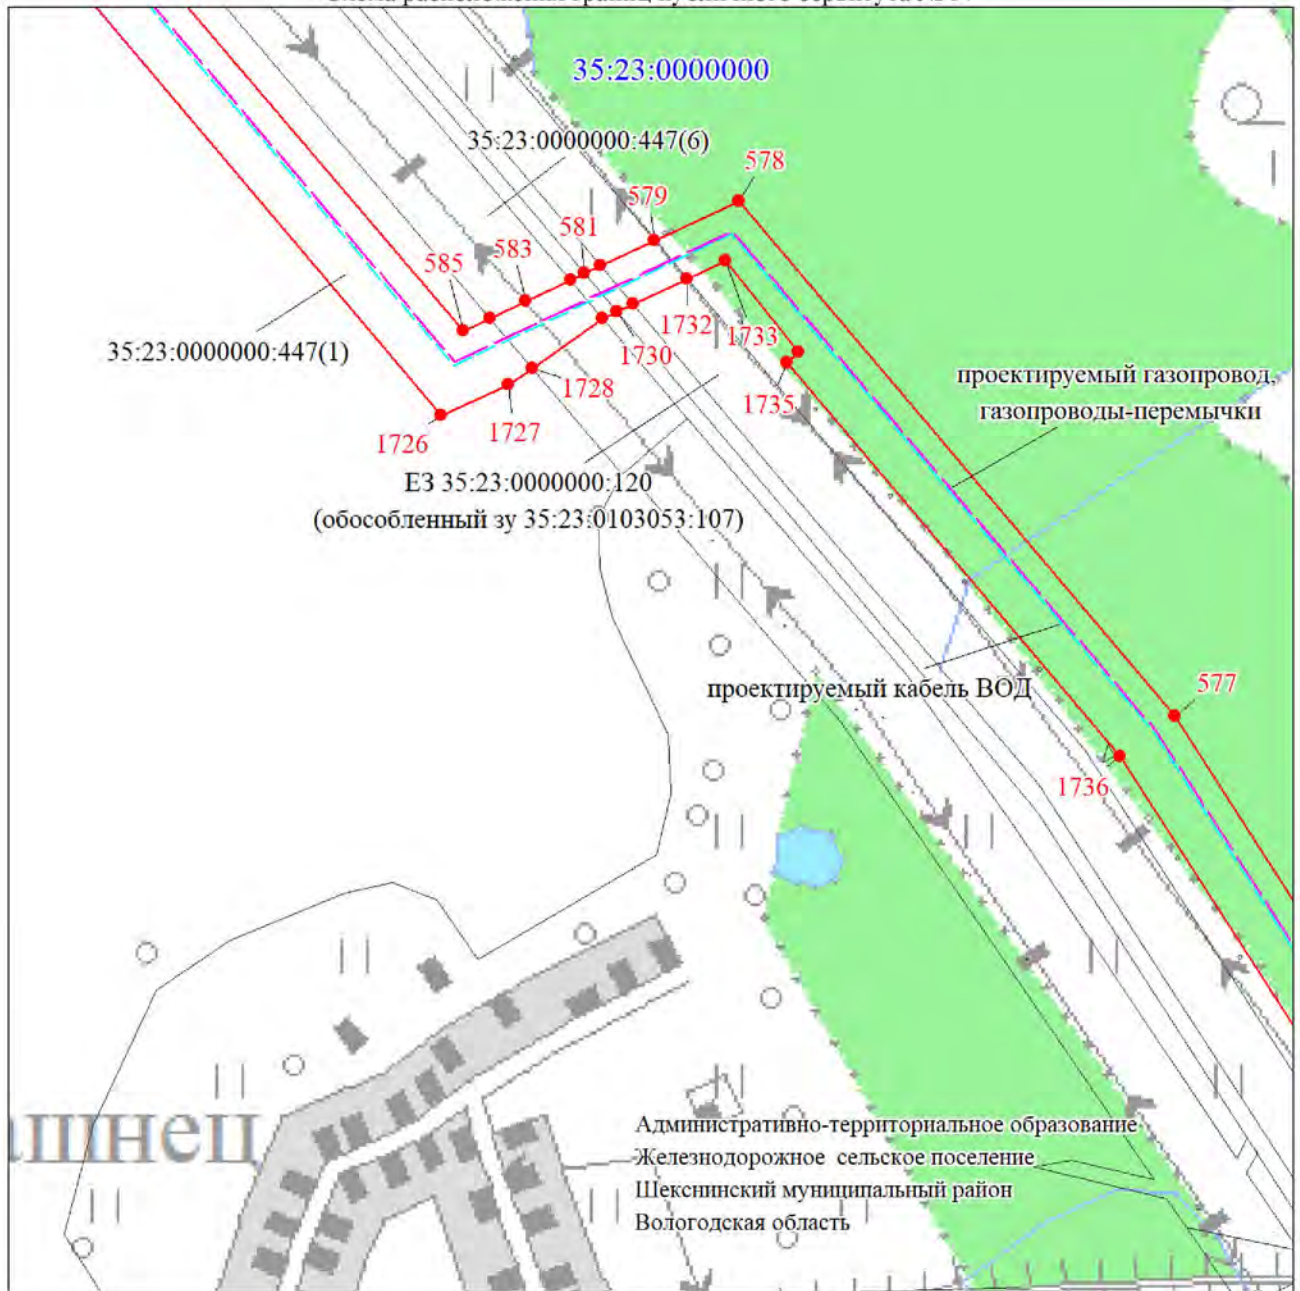 35:23:0000000
35:23:0000000:447(6)
578
579
581
583
585
1732
1733
1730
35:23:0000000:447(1)
1728
1735
проектируемый газопровод,
газопроводы-перемычки
1727
1726
ЕЗ 35:23:0000000:120
(обособленный зу 35:23:0103053:107)
проектируемый кабель ВОД
577
1736
ашнец
Административно-территориальное образование
Железнодорожное сельское поселение
Шекснинский муниципальный район
Вологодская область